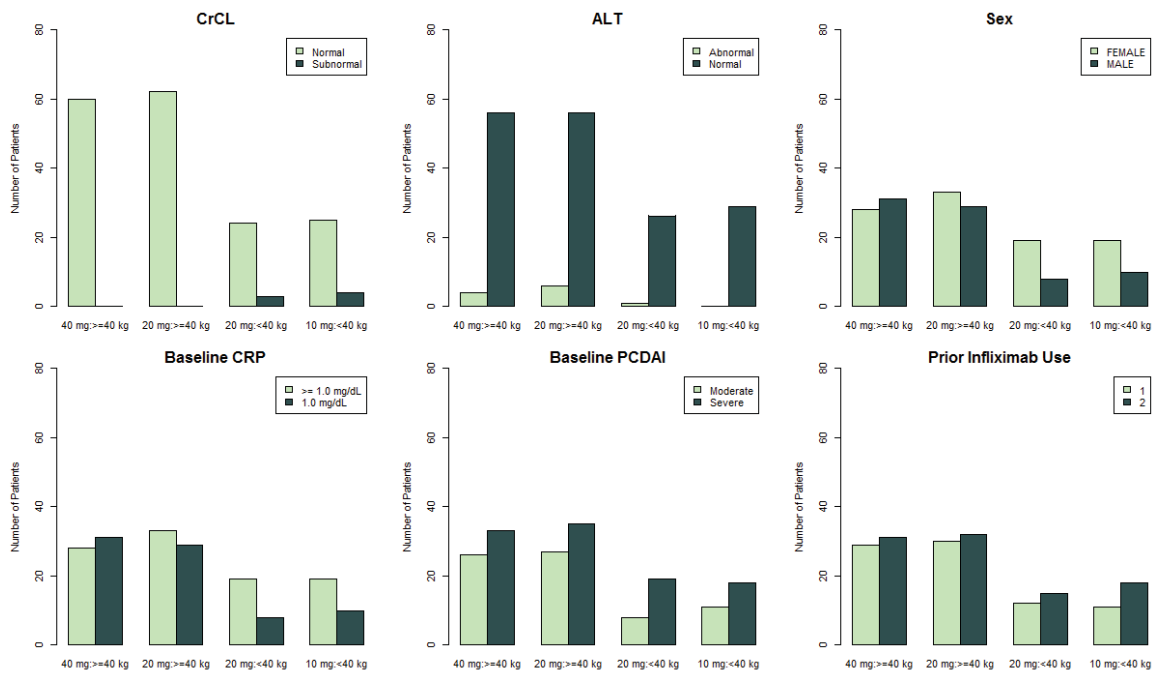 CrCL
80
60
40
20
0
Number of Patients
Normal
Subnormal
40 mg:>=40 kg 20 mg:>=40 kg 20 mg:<40 kg 10 mg:<40 kg
ALT
80
60
40
20
0
Number of Patients
Abnormal
Normal
40 mg:>=40 kg 20 mg:>=40 kg 20 mg:<40 kg 10 mg:<40 kg
Sex
80
60
40
20
0
Number of Patients
FEMALE
MALE
40 mg:>=40 kg 20 mg:>=40 kg 20 mg:<40 kg 10 mg:<40 kg
Baseline CRP
80
60
40
20
0
Number of Patients
>= 1.0 mg/dL
1.0 mg/dL
40 mg:>=40 kg 20 mg:>=40 kg 20 mg:<40 kg 10 mg:<40 kg
Baseline PCDAI
80
60
40
20
0
Number of Patients
Moderate
Severe
40 mg:>=40 kg 20 mg:>=40 kg 20 mg:<40 kg 10 mg:<40 kg
Prior Infliximab Use
80
60
40
20
0
Number of Patients
1
2
40 mg:>=40 kg 20 mg:>=40 kg 20 mg:<40 kg 10 mg:<40 kg